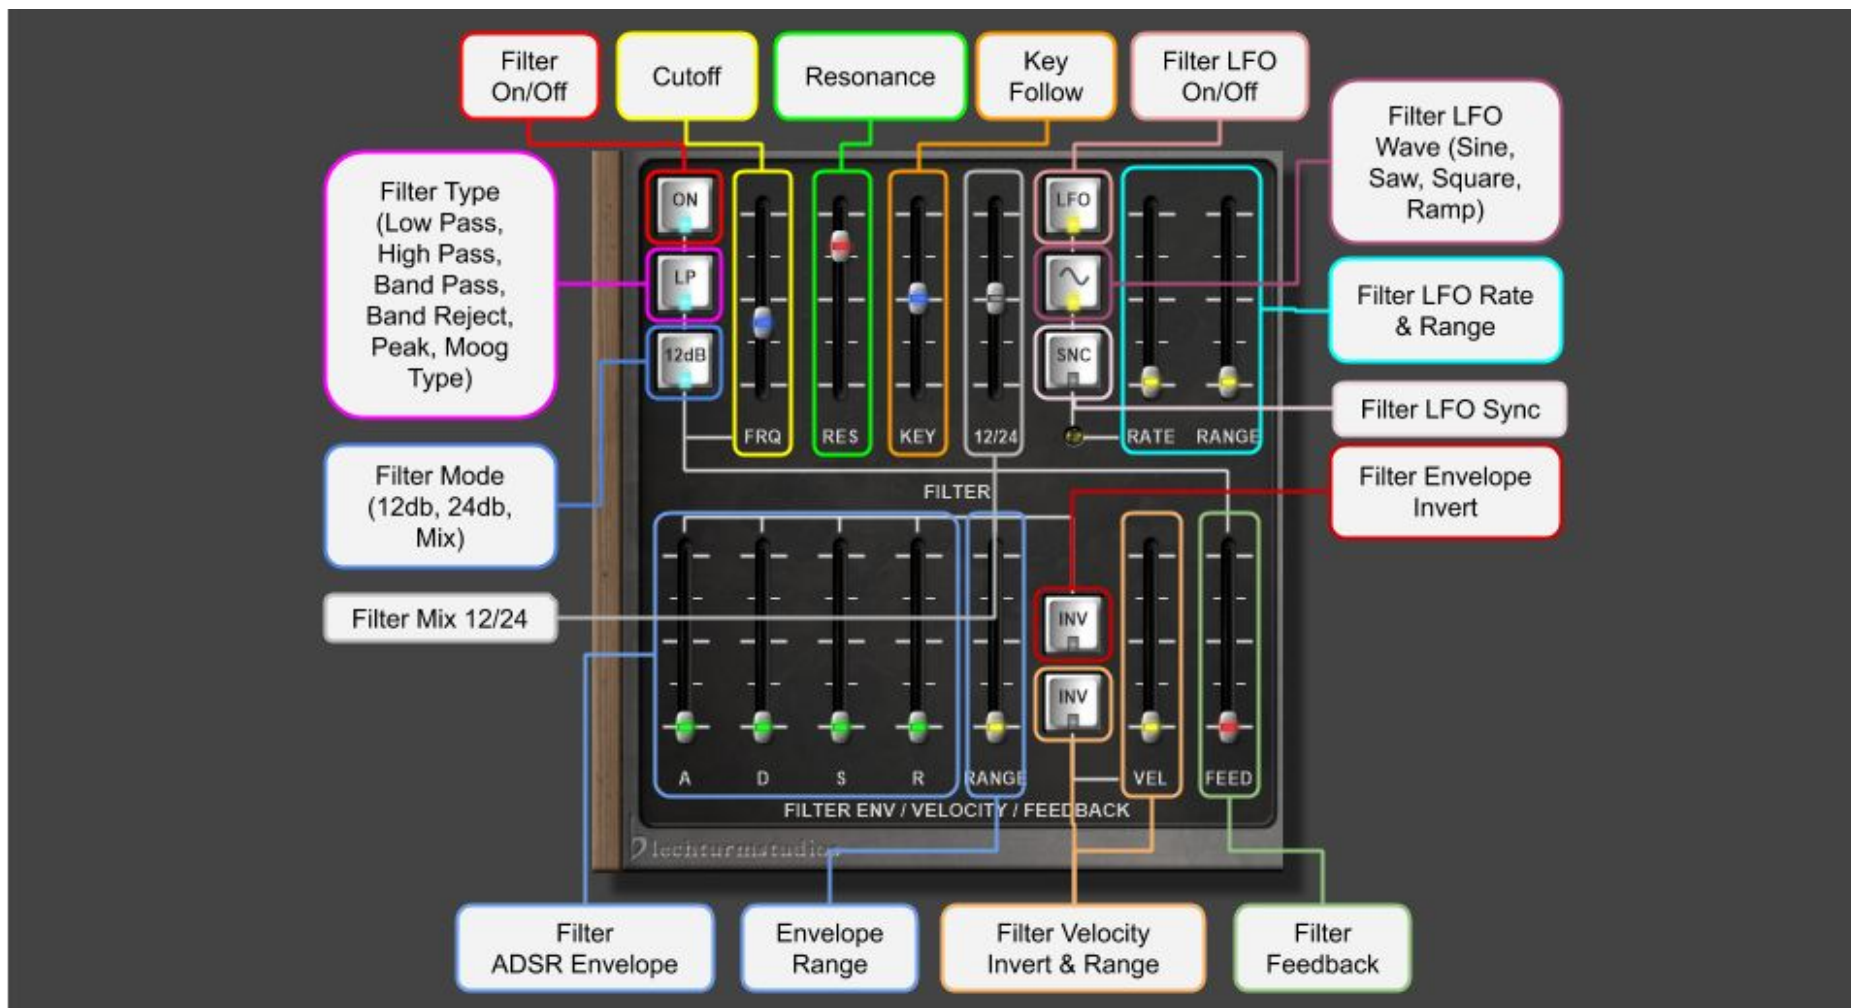 Filter
On/Off
Cutoff
Resonance
Key
Follow
Filter LFO
On/Off
Filter LFO
Wave (Sine,
Saw, Square,
Ramp)
Filter Type
(Low Pass,
High Pass,
Band Pass,
Band Reject,
Peak, Moog
Type)
ON
LFO
LP
12dB
SNC
Filter LFO Rate
& Range
Filter LFO Sync
FRQ
RES
KEY
12/24
RATE
RANGE
Filter Mode
(12db, 24db,
Mix)
FILTER
Filter Envelope
Invert
Filter Mix 12/24
INV
INV
A
D
S
R
RANGE
VEL
FEED
FILTER ENV / VELOCITY / FEEDBACK
lechturmstudios
Filter
ADSR Envelope
Envelope
Range
Filter Velocity
Invert & Range
Filter
Feedback